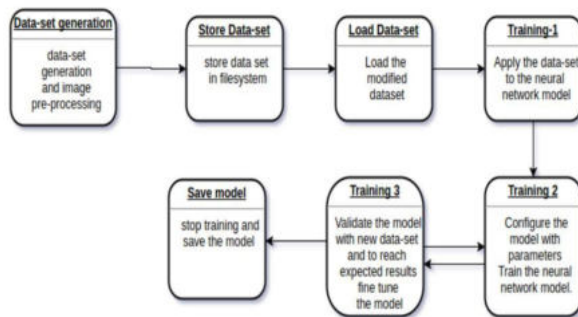 Data-set generation
data-set
generation
and image
pre-processing
Store Data-set
store data set
in filesystem
Load Data-set
Load the
modified
dataset
Training-1
Apply the data-set
to the neural
network model
Save model
stop training and
save the model
Training 3
Validate the model
with new data-set
and to reach
expected results
fine tune
the model
Training 2
Configure the
model with
parameters
Train the neural
network model.